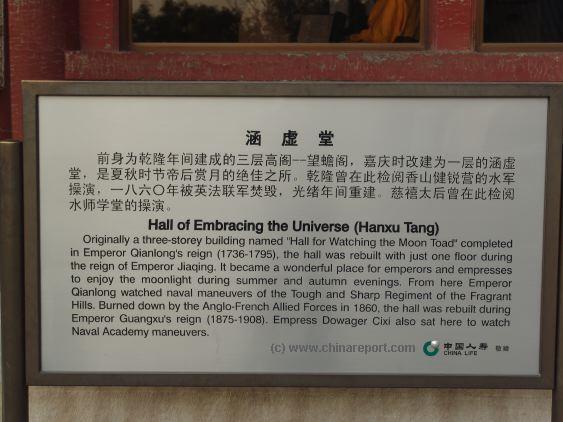 涵虚堂
前身为乾隆年间建成的三层高阁--望蟾阁，嘉庆时改建为一层的涵虚
堂，是夏秋时节帝后赏月的绝佳之所。乾隆曾在此检阅香山健锐营的水军
操演，一八六〇年被英法联军焚毁，光绪年间重建。慈禧太后曾在此检阅
水师学堂的操演。
Hall of Embracing the Universe (Hanxu Tang)
Originally a three-storey building named "Hall for Watching the Moon Toad" completed
in Emperor Qianlong's reign (1736-1795), the hall was rebuilt with just one floor during
the reign of Emperor Jiaqing. It became a wonderful place for emperors and empresses
to enjoy the moonlight during summer and autumn evenings. From here Emperor
Qianlong watched naval maneuvers of the Tough and Sharp Regiment of the Fragrant
Hills. Burned down by the Anglo-French Allied Forces in 1860, the hall was rebuilt during
Emperor Guangxu's reign (1875-1908). Empress Dowager Cixi also sat here to watch
Naval Academy maneuvers.
(c) www.chinareport.com
中国人寿
CHINA LIFE
敬赠